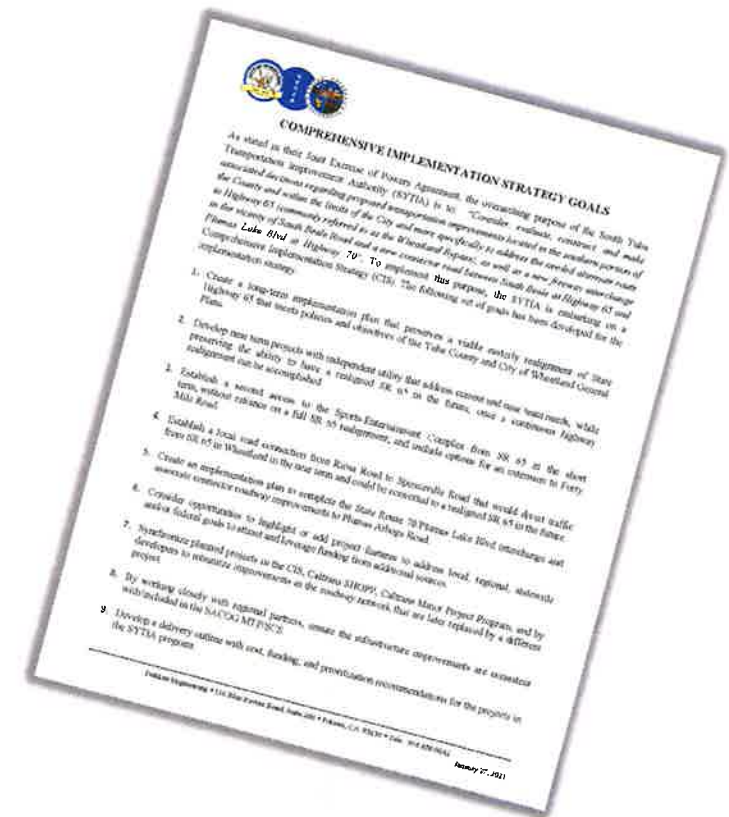 COMPREHENSIVE IMPLEMENTATION STRATEGY GOALS
As stated in their Joint Exercise of Powers Agreement, the overarching purpose of the South Yuba
Transportation Improvement Authority (SYTIA) is to: "Consider, evaluate, construct, and make
associated decisions regarding proposed transportation improvements located in the southern portion of
the County and within the limits of the City and more specifically to address the needed alternate route
to Highway 65 (commonly referred to as the Wheatland Bypass), as well as a new freeway interchange
in the vicinity of South Beale Road and a new connector road between South Beale at Highway 65 and
Plumas Lake Blvd at Highway 70". To implement this purpose, the SYTIA is embarking on a
Comprehensive Implementation Strategy (CIS). The following set of goals has been developed for the
implementation strategy.
1. Create a long-term implementation plan that preserves a viable easterly realignment of State
Highway 65 that meets policies and objectives of the Yuba County and City of Wheatland General
Plans.
2. Develop near term projects with independent utility that address current and near team needs, while
preserving the ability to have a realigned SR 65 in the future, once a continuous highway
realignment can be accomplished.
3. Establish a second access to the Sports Entertainment Complex from SR 65 in the short
term, without reliance on a full SR 65 realignment, and include options for an extension to Forty
Mile Road.
4. Establish a local road connection from Riosa Road to Spenceville Road that would divert traffic
from SR 65 in Wheatland in the near term and could be converted to a realigned SR 65 in the future.
5. Create an implementation plan to complete the State Route 70/Plumas Lake Blvd interchange and
associate connector roadway improvements to Plumas Arboga Road.
6. Consider opportunities to highlight or add project features to address local, regional, statewide
and/or federal goals to attract and leverage funding from additional sources.
7. Synchronize planned projects in the CIS, Caltrans SHOPP, Caltrans Minor Project Program, and by
developers to minimize improvements on the roadway network that are later replaced by a different
project.
8. By working closely with regional partners, ensure the infrastructure improvements are consistent
with/included in the SACOG MTP/SCS.
9. Develop a delivery outline with cost, funding, and prioritization recommendations for the projects in
the SYTIA program.
Engineering • 110 Blue Ravine Road, Suite • Folsom, CA 95630 •
January 27, 2021